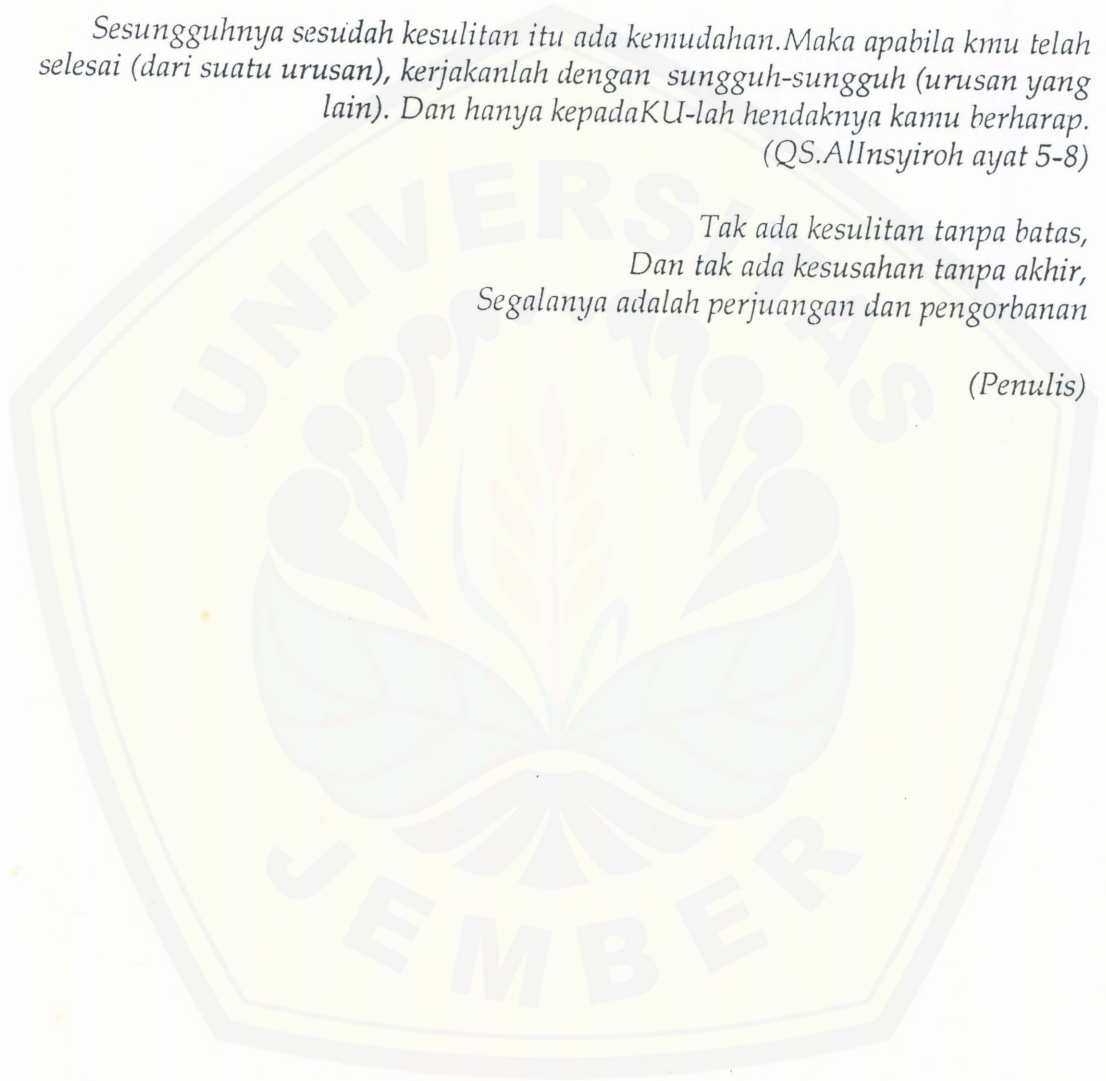 Sesungguhnya sesudah kesulitan itu ada kemudahan.Maka apabila kmu telah
selesai (dari suatu urusan), kerjakanlah dengan sungguh-sungguh (urusan yang
lain). Dan hanya kepadaKU-lah hendaknya kamu berharap.
(QS.AlInsyiroh ayat 5-8)
Tak ada kesulitan tanpa batas,
Dan tak ada kesusahan tanpa akhir,
Segalanya adalah perjuangan dan pengorbanan
(Penulis)
UNIVERSITAS
JEMBER